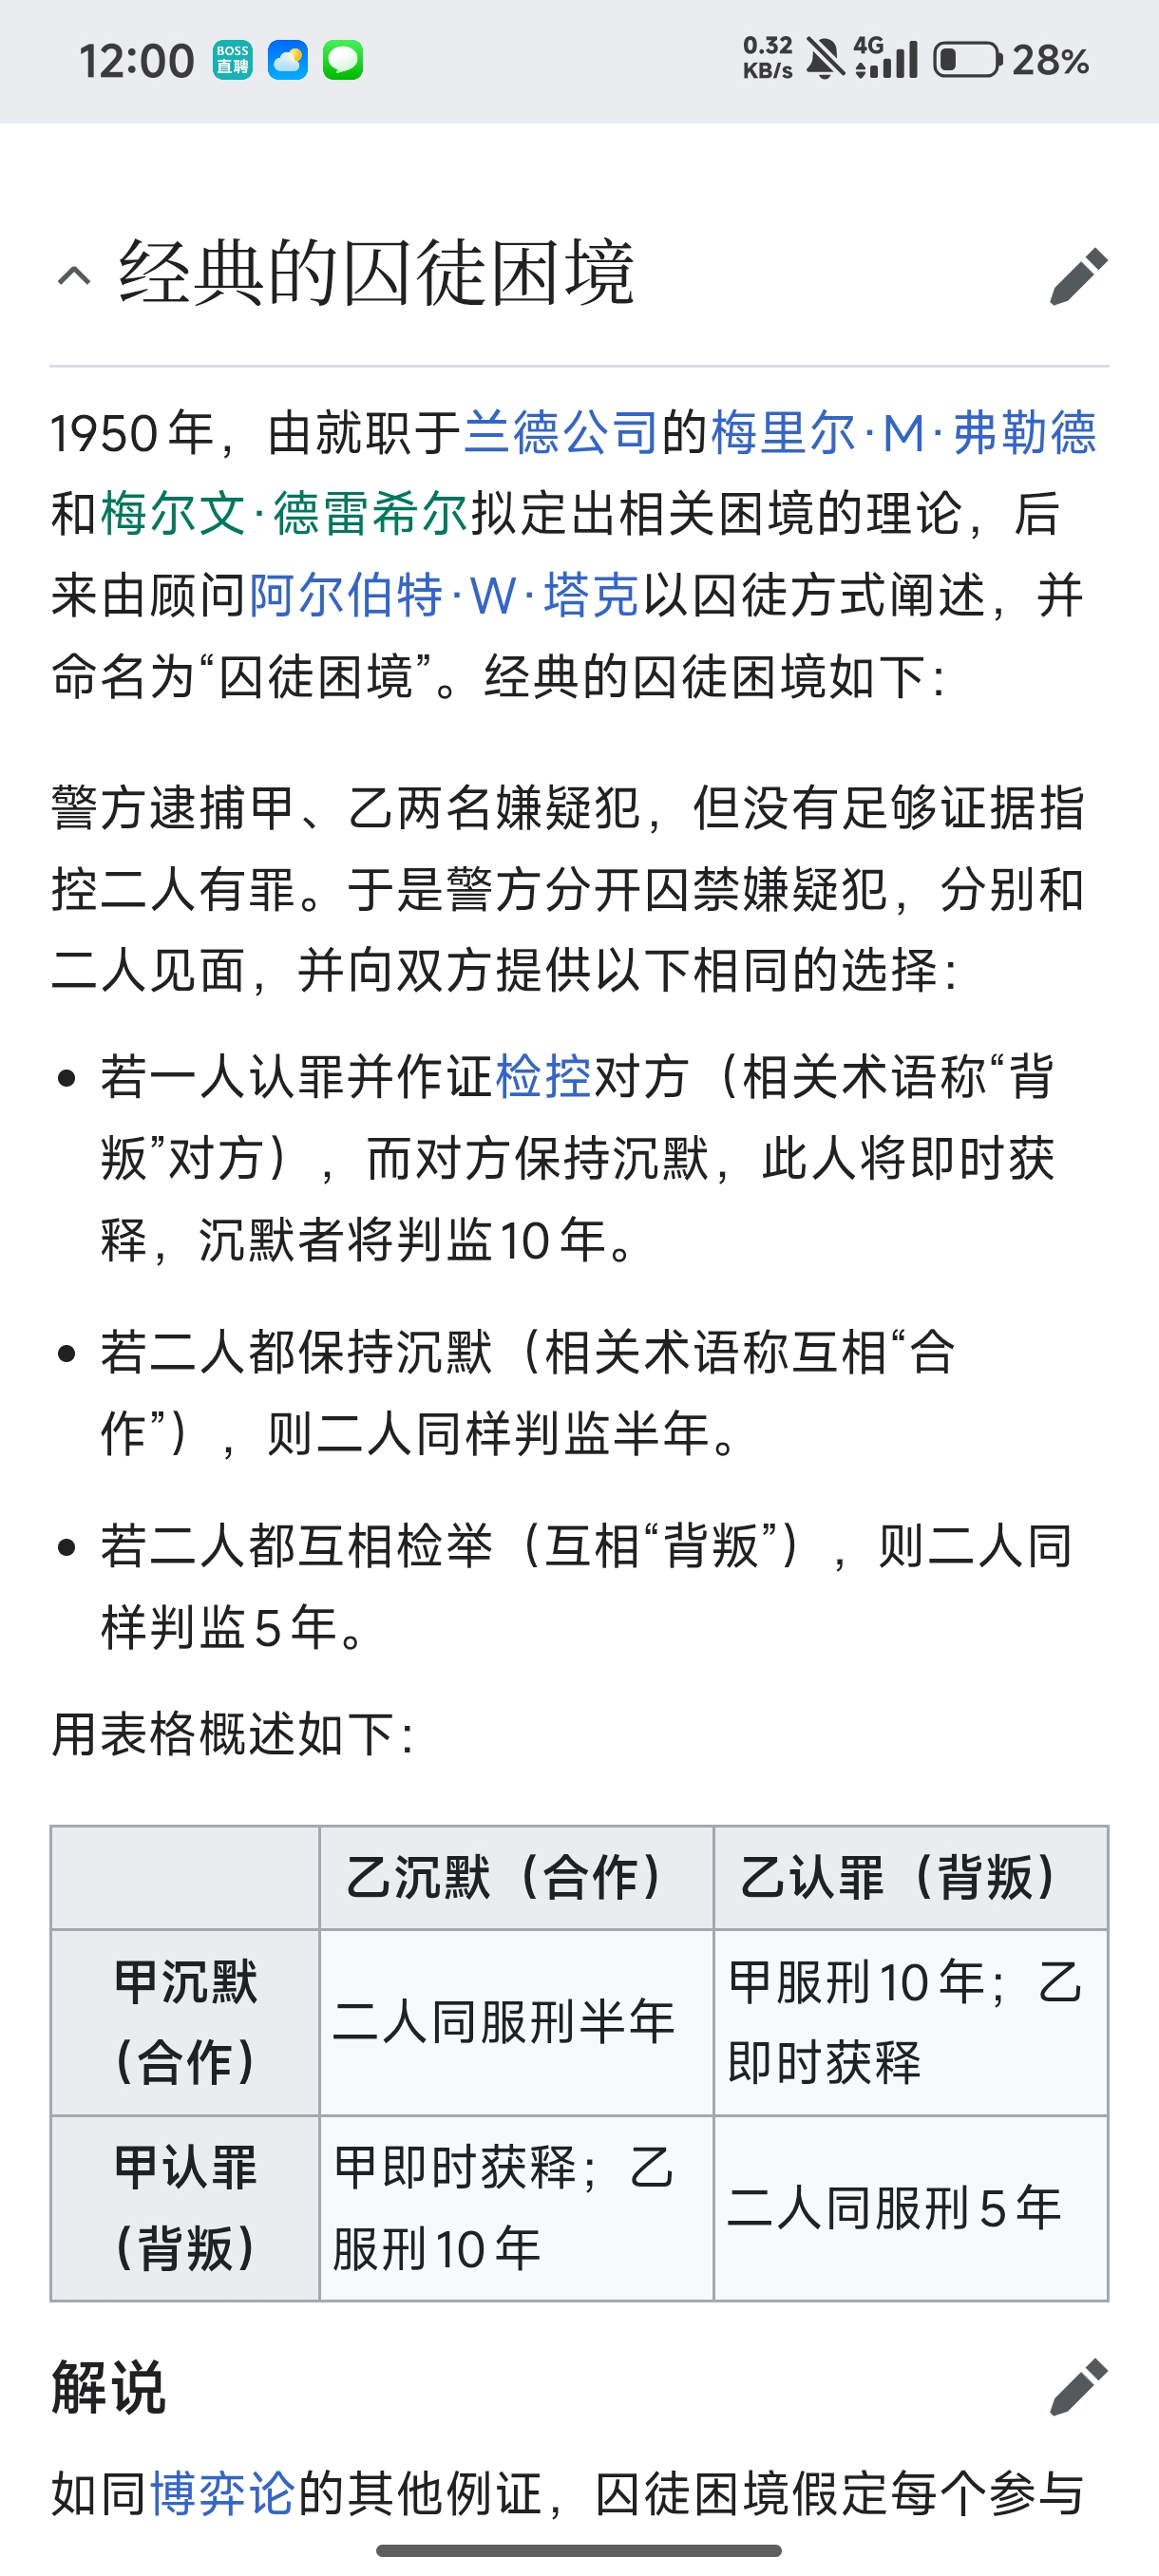 12:00 BOSS直聘 0.32 KB/s 4G 28%
经典的囚徒困境
1950年，由就职于兰德公司的梅里尔·M·弗勒德
和梅尔文·德雷希尔拟定出相关困境的理论，后
来由顾问阿尔伯特·W·塔克以囚徒方式阐述，并
命名为“囚徒困境”。经典的囚徒困境如下：
警方逮捕甲、乙两名嫌疑犯，但没有足够证据指
控二人有罪。于是警方分开囚禁嫌疑犯，分别和
二人见面，并向双方提供以下相同的选择：
• 若一人认罪并作证检控对方（相关术语称“背
叛”对方），而对方保持沉默，此人将即时获
释，沉默者将判监10年。
• 若二人都保持沉默（相关术语称互相“合
作”），则二人同样判监半年。
• 若二人都互相检举（互相“背叛”），则二人同
样判监5年。
用表格概述如下：
乙沉默（合作） 乙认罪（背叛）
甲沉默
（合作）
二人同服刑半年
甲服刑10年；乙
即时获释
甲认罪
（背叛）
甲即时获释；乙
服刑10年
二人同服刑5年
解说
如同博弈论的其他例证，囚徒困境假定每个参与